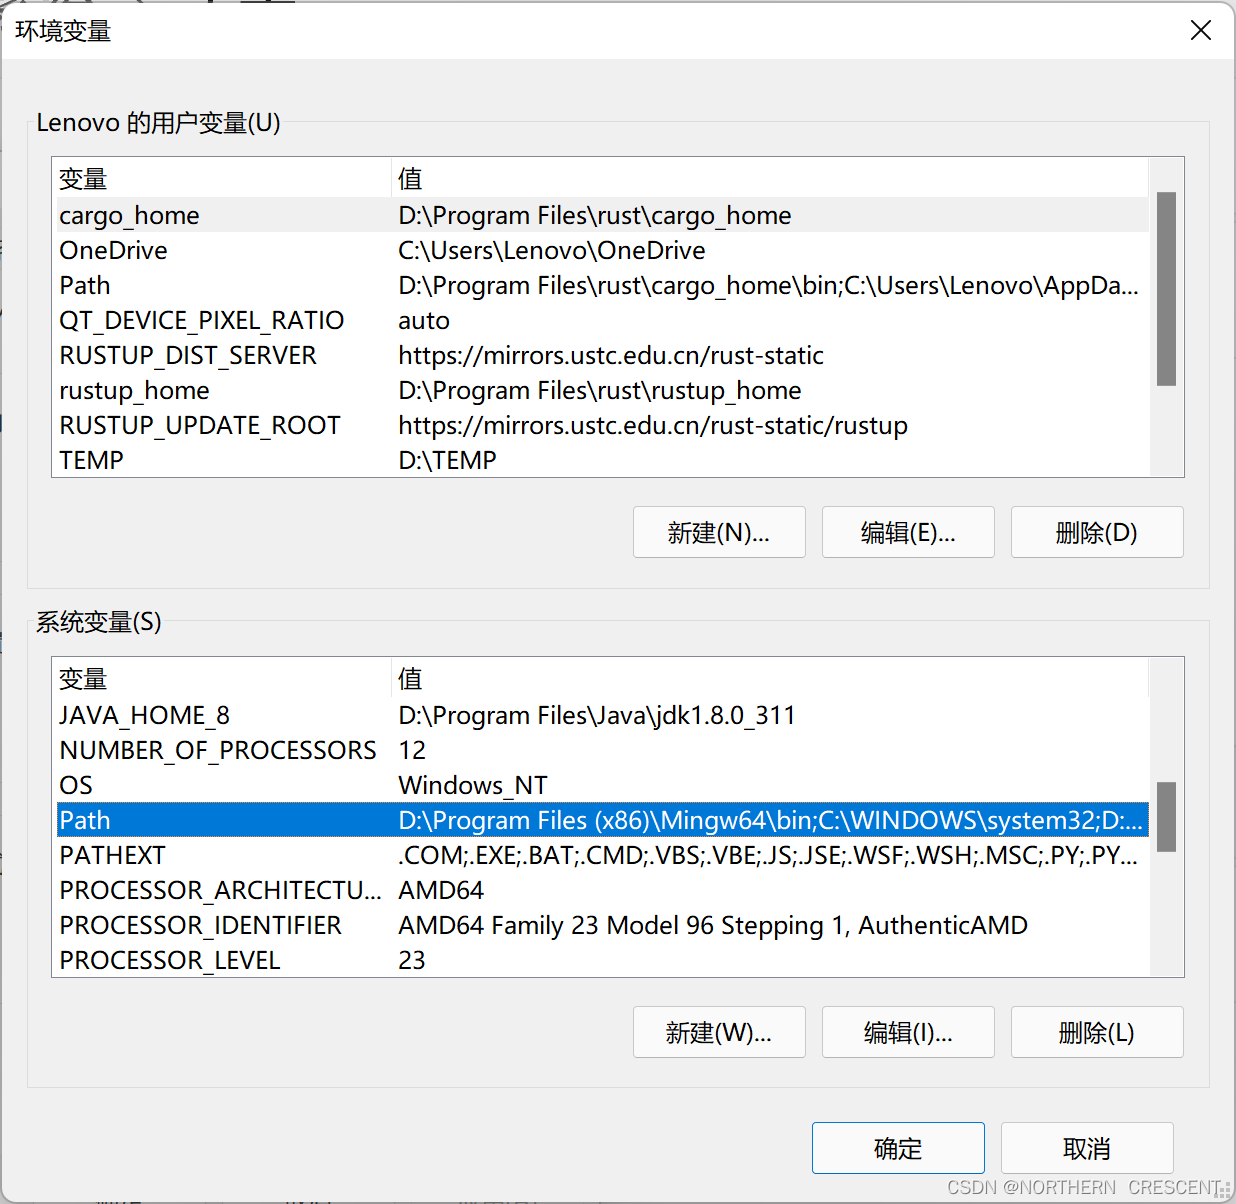 环境变量
Lenovo 的用户变量(U)
变量 值
cargo_home D:\Program Files\rust\cargo_home
OneDrive C:\Users\Lenovo\OneDrive
Path D:\Program Files\rust\cargo_home\bin;C:\Users\Lenovo\AppDa...
QT_DEVICE_PIXEL_RATIO auto
RUSTUP_DIST_SERVER https://mirrors.ustc.edu.cn/rust-static
rustup_home D:\Program Files\rust\rustup_home
RUSTUP_UPDATE_ROOT https://mirrors.ustc.edu.cn/rust-static/rustup
TEMP D:\TEMP
新建(N)... 编辑(E)... 删除(D)
系统变量(S)
变量 值
JAVA_HOME_8 D:\Program Files\Java\jdk1.8.0_311
NUMBER_OF_PROCESSORS 12
OS Windows_NT
Path D:\Program Files (x86)\Mingw64\bin;C:\WINDOWS\system32;D:...
PATHEXT .COM;.EXE;.BAT;.CMD;.VBS;.VBE;.JS;.JSE;.WSF;.WSH;.MSC;.PY;.PY...
PROCESSOR_ARCHITECTU... AMD64
PROCESSOR_IDENTIFIER AMD64 Family 23 Model 96 Stepping 1, AuthenticAMD
PROCESSOR_LEVEL 23
新建(W)... 编辑(I)... 删除(L)
确定 取消
CSDN @NORTHERN_CRESCENT